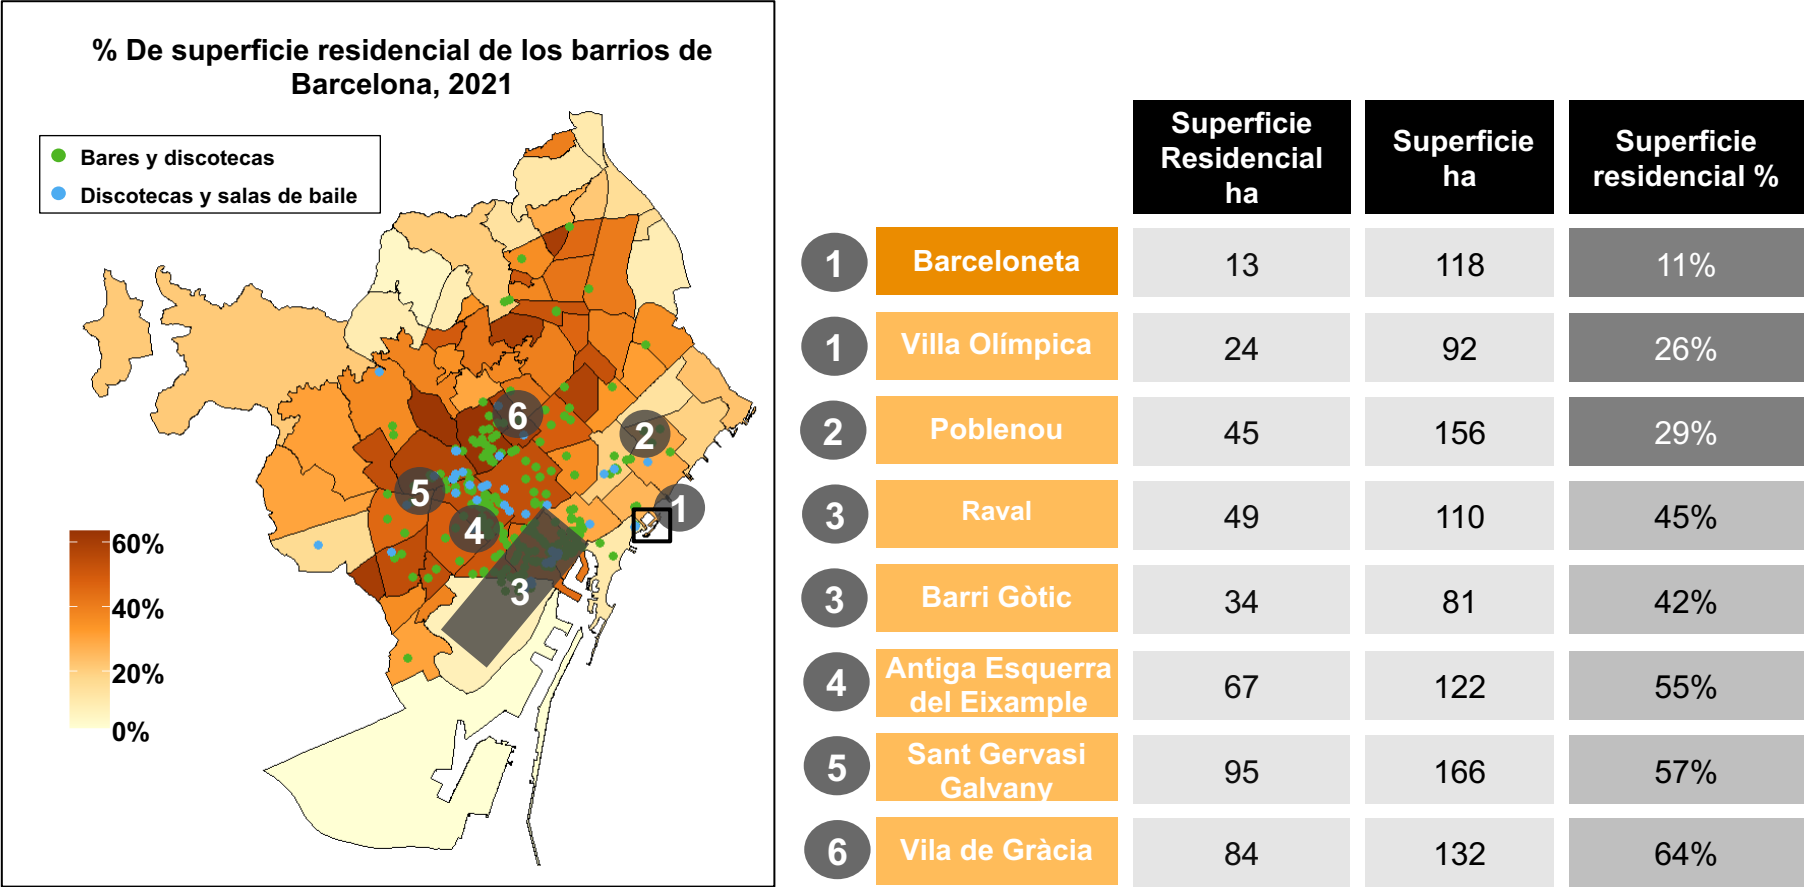 % De superficie residencial de los barrios de
Barcelona, 2021
Bares y discotecas
Discotecas y salas de baile
60%
40%
20%
0%
6
2
5
1
4
3
Superficie
Residencial
ha
Superficie
ha
Superficie
residencial %
1 Barceloneta 13 118 11%
1 Villa Olímpica 24 92 26%
2 Poblenou 45 156 29%
3 Raval 49 110 45%
3 Barri Gòtic 34 81 42%
4 Antiga Esquerra
del Eixample 67 122 55%
5 Sant Gervasi
Galvany 95 166 57%
6 Vila de Gràcia 84 132 64%